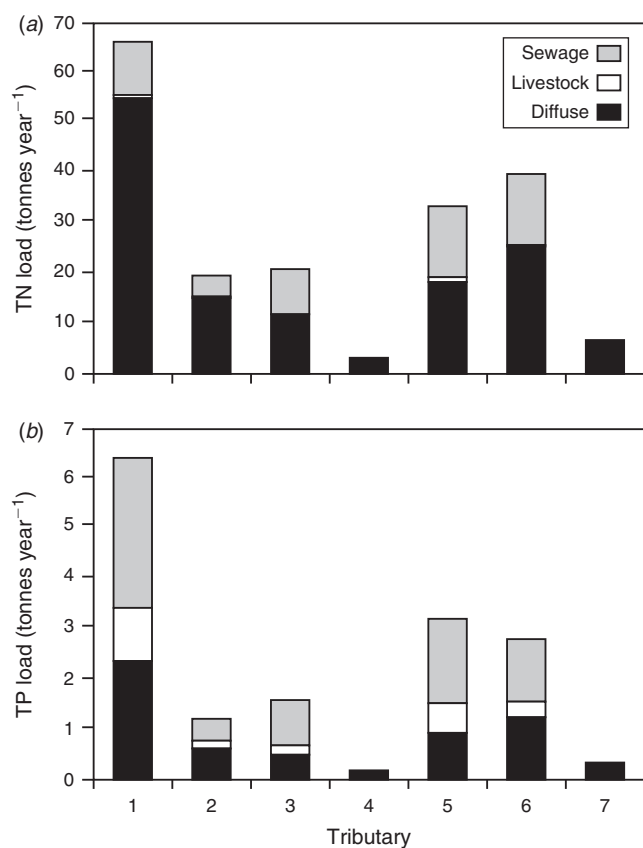 (a)
70
60
50
40
30
20
10
0
TN load (tonnes year−1)
Sewage
Livestock
Diffuse
(b)
7
6
5
4
3
2
1
0
TP load (tonnes year−1)
1 2 3 4 5 6 7
Tributary